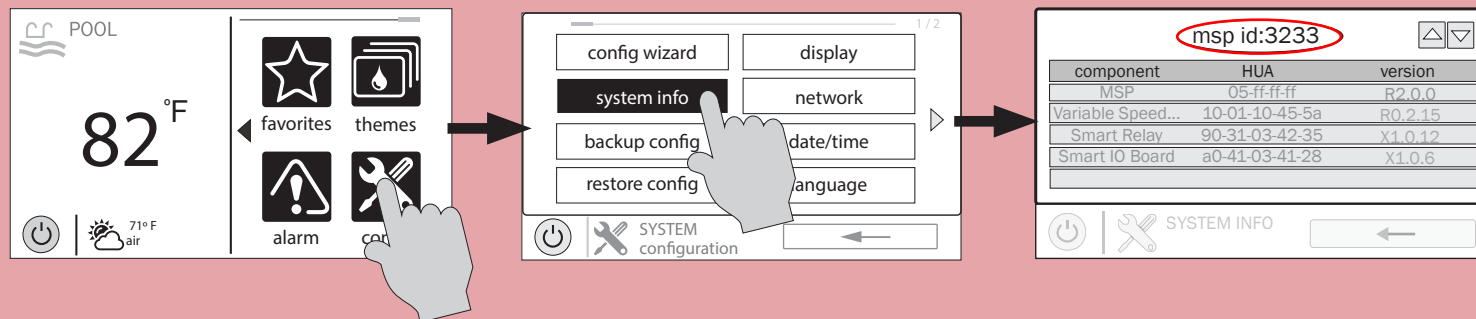 POOL
82 °F
favorites themes
alarm
71° F
air
1 / 2
config wizard display
system info network
backup config date/time
restore config
SYSTEM
configuration
msp id:3233
component HUA version
MSP 05-ff-ff-ff R2.0.0
Variable Speed... 10-01-10-45-5a R0.2.15
Smart Relay 90-31-03-42-35 X1.0.12
Smart IO Board a0-41-03-41-28 X1.0.6
SYSTEM INFO